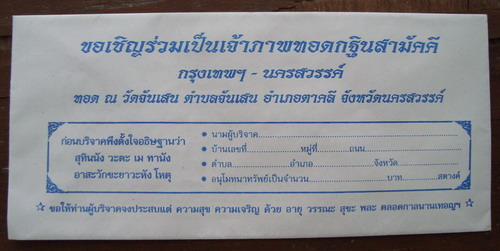 ขอเชิญร่วมเป็นเจ้าภาพทอดกฐินสามัคคี
กรุงเทพฯ - นครสวรรค์
ทอด ณ วัดจันเสน ตำบลจันเสน อำเภอตาคลี จังหวัดนครสวรรค์
ก่อนบริจาคพึงตั้งใจอธิษฐานว่า
สุทินนัง วะตะ เม ทานัง
อาสะวักขะยาวะหัง โหตุ
● นามผู้บริจาค
● บ้านเลขที่ หมู่ที่ ถนน
● ตำบล อำเภอ จังหวัด
● อนุโมทนาทรัพย์เป็นจำนวน บาท สตางค์
☆ ขอให้ท่านผู้บริจาคจงประสบแต่ ความสุข ความเจริญ ด้วย อายุ วรรณะ สุขะ พละ ตลอดกาลนานเทอญฯ ☆